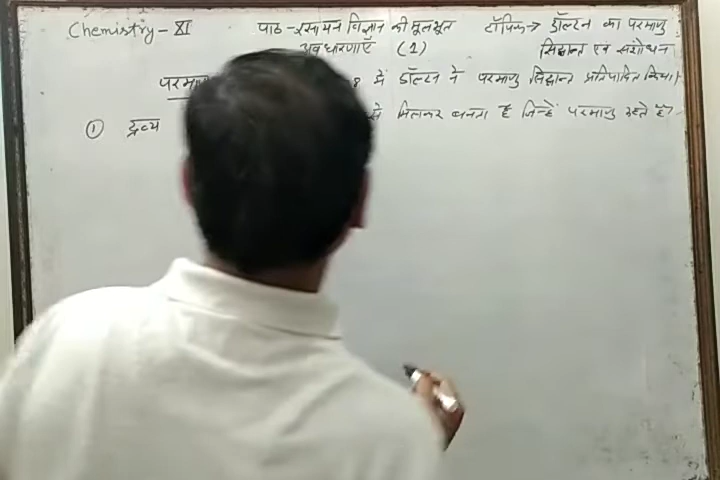 Chemistry - XI पाठ - रसायन विज्ञान की मूलभूत टॉपिक → डॉल्टन का परमाणु
अवधारणाएँ (1) सिद्धान्त एवं संशोधन
परमाणु 8 में डॉल्टन ने परमाणु सिद्धान्त प्रतिपादित किया।
① द्रव्य से मिलकर बनता है जिन्हें परमाणु कहते हैं।